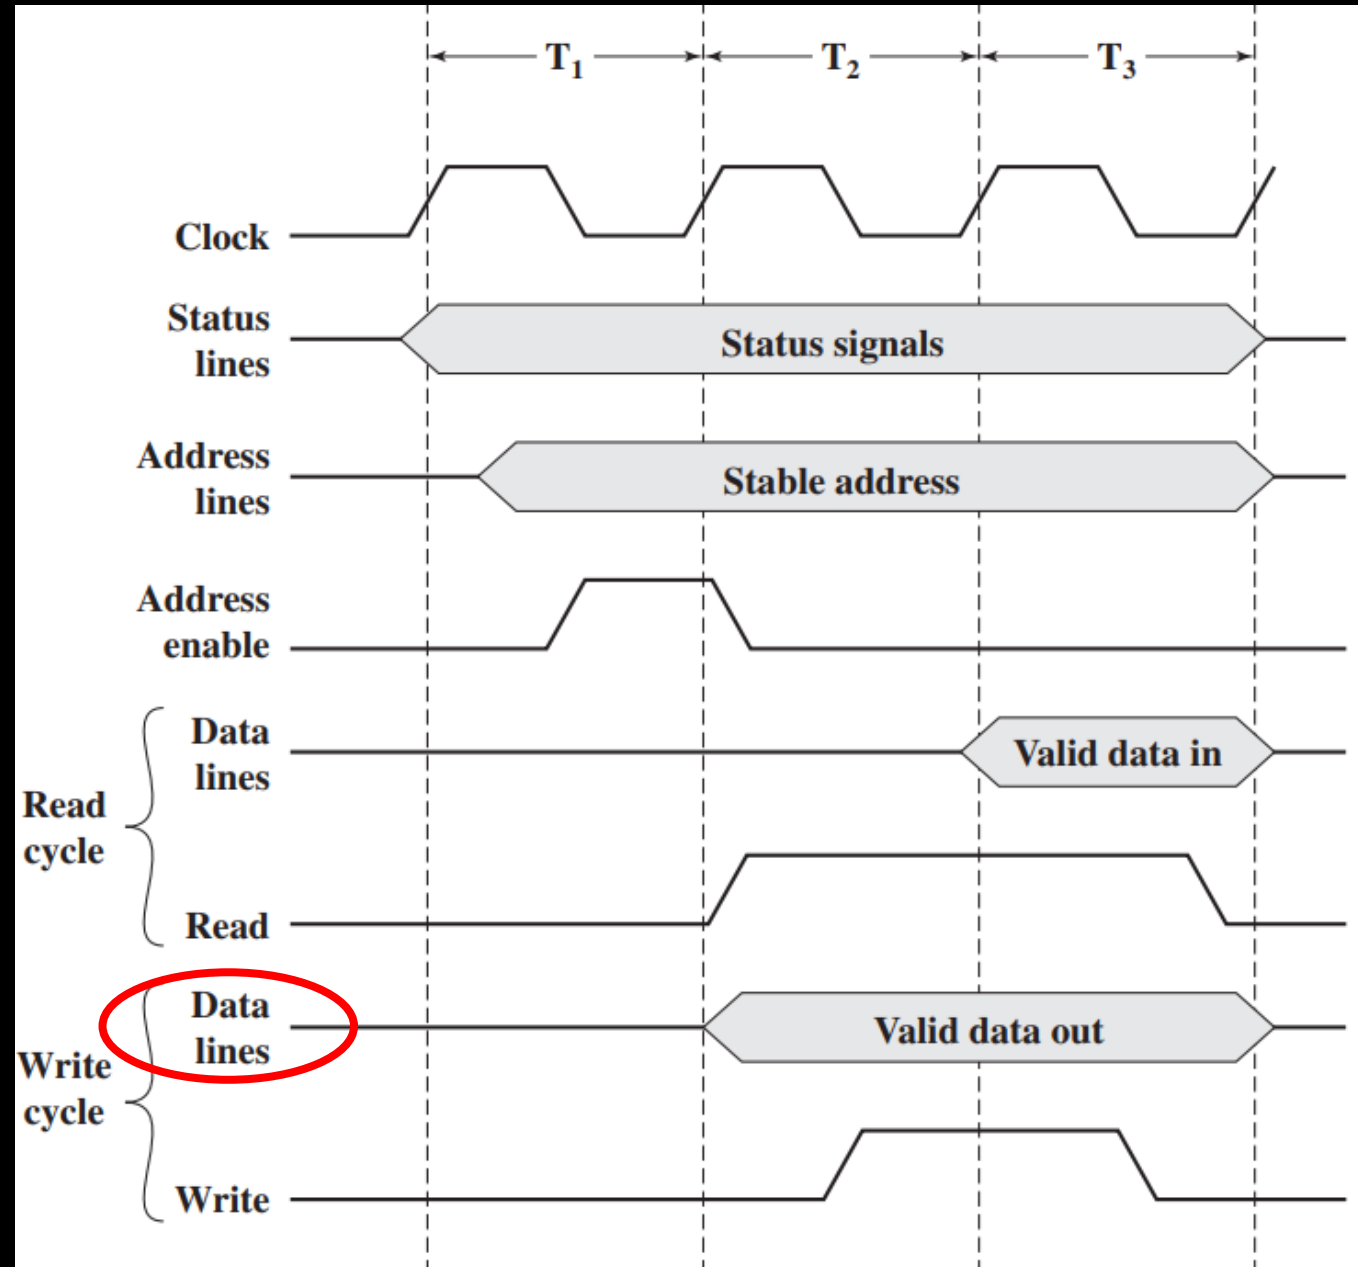 T1 T2 T3
Clock
Status
lines
Status signals
Address
lines
Stable address
Address
enable
Read
cycle
Data
lines
Valid data in
Read
Write
cycle
Data
lines
Valid data out
Write